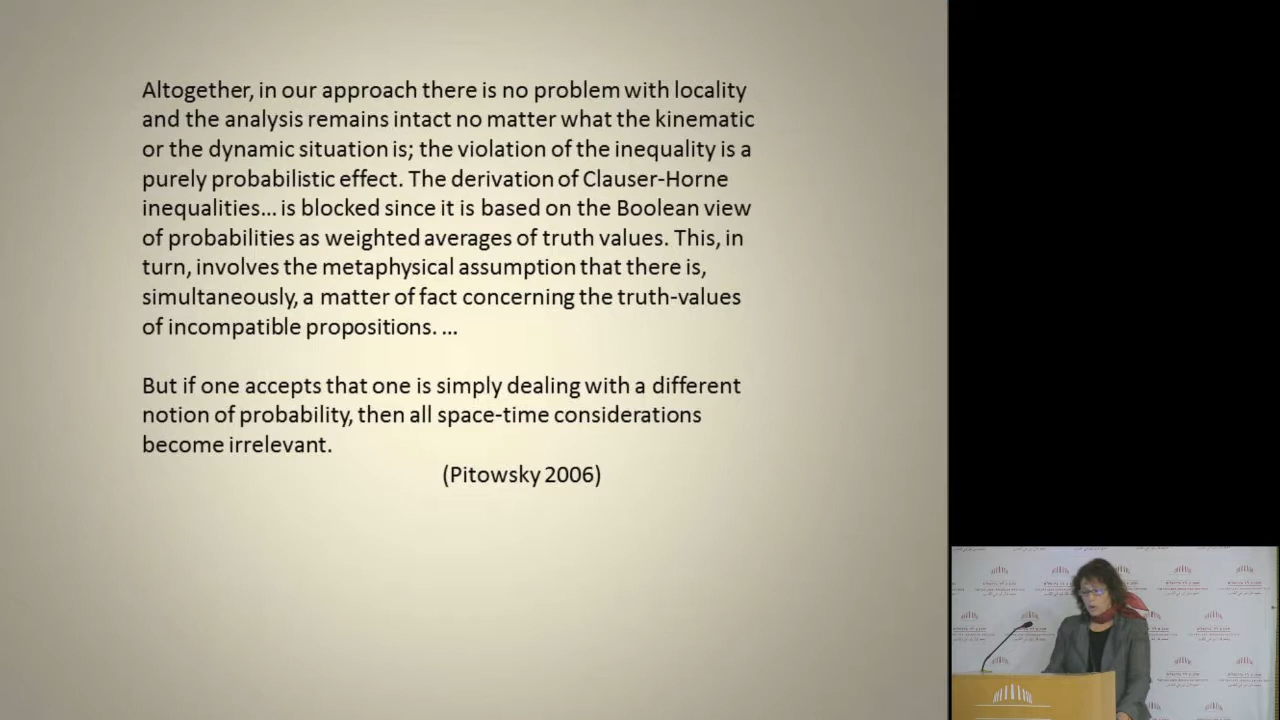 Altogether, in our approach there is no problem with locality
and the analysis remains intact no matter what the kinematic
or the dynamic situation is; the violation of the inequality is a
purely probabilistic effect. The derivation of Clauser-Horne
inequalities... is blocked since it is based on the Boolean view
of probabilities as weighted averages of truth values. This, in
turn, involves the metaphysical assumption that there is,
simultaneously, a matter of fact concerning the truth-values
of incompatible propositions. ...
But if one accepts that one is simply dealing with a different
notion of probability, then all space-time considerations
become irrelevant.
(Pitowsky 2006)